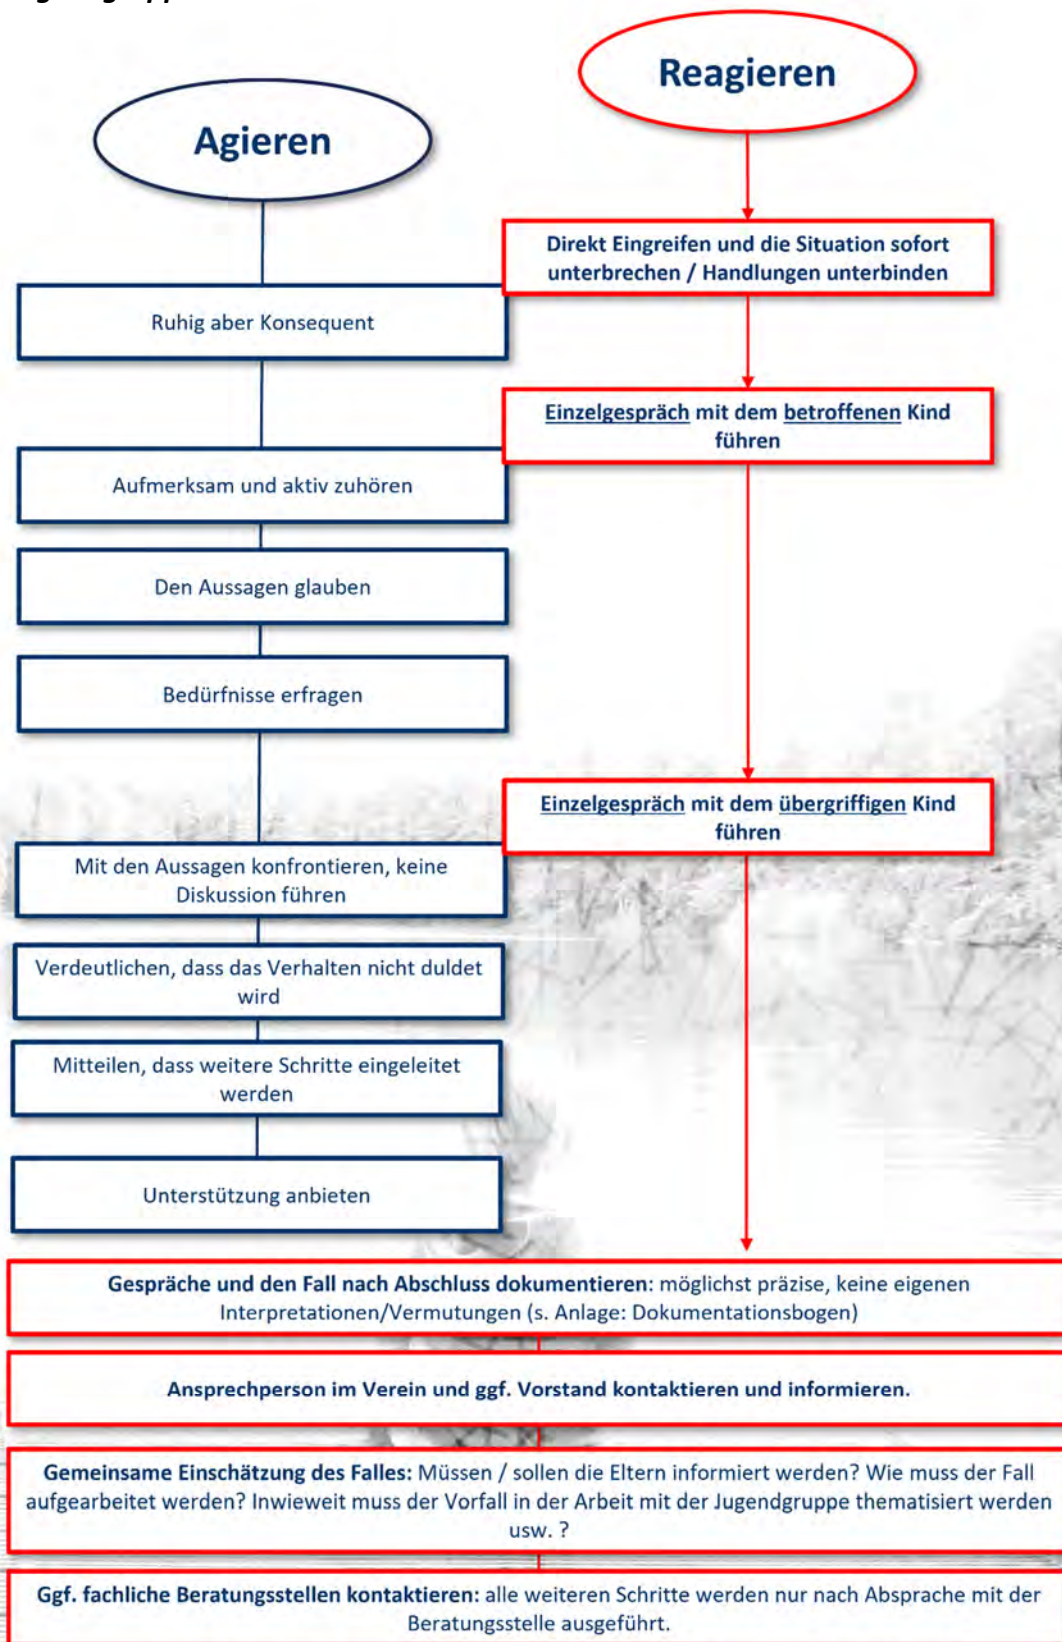 Reagieren
Agieren
Direkt Eingreifen und die Situation sofort
unterbrechen / Handlungen unterbinden
Ruhig aber Konsequent
Einzelgespräch mit dem betroffenen Kind
führen
Aufmerksam und aktiv zuhören
Den Aussagen glauben
Bedürfnisse erfragen
Einzelgespräch mit dem übergriffigen Kind
führen
Mit den Aussagen konfrontieren, keine
Diskussion führen
Verdeutlichen, dass das Verhalten nicht duldet
wird
Mitteilen, dass weitere Schritte eingeleitet
werden
Unterstützung anbieten
Gespräche und den Fall nach Abschluss dokumentieren: möglichst präzise, keine eigenen
Interpretationen/Vermutungen (s. Anlage: Dokumentationsbogen)
Ansprechperson im Verein und ggf. Vorstand kontaktieren und informieren.
Gemeinsame Einschätzung des Falles: Müssen / sollen die Eltern informiert werden? Wie muss der Fall
aufgearbeitet werden? Inwieweit muss der Vorfall in der Arbeit mit der Jugendgruppe thematisiert werden
usw. ?
Ggf. fachliche Beratungsstellen kontaktieren: alle weiteren Schritte werden nur nach Absprache mit der
Beratungsstelle ausgeführt.